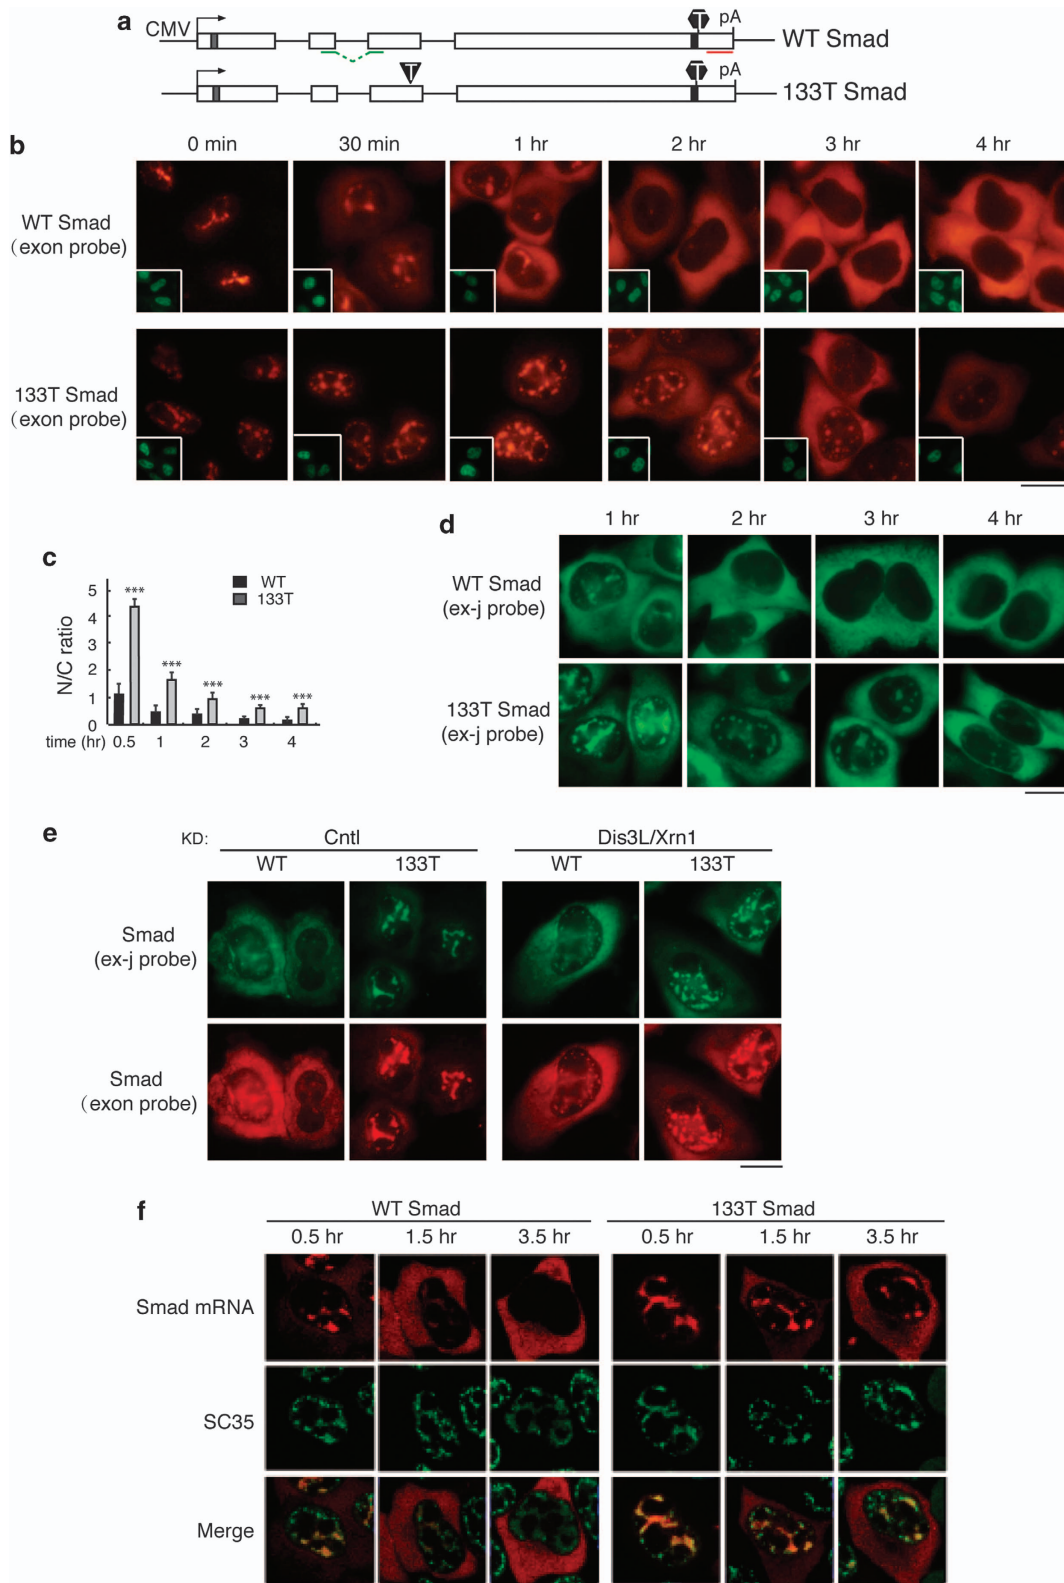 a
CMV
T
pA
WT Smad
T
T
pA
133T Smad
b
0 min 30 min 1 hr 2 hr 3 hr 4 hr
WT Smad
(exon probe)
133T Smad
(exon probe)
c
WT
133T
N/C ratio
5
4
3
2
1
0
*** *** *** *** ***
time (hr) 0.5 1 2 3 4
d
1 hr 2 hr 3 hr 4 hr
WT Smad
(ex-j probe)
133T Smad
(ex-j probe)
e
KD: Cntl Dis3L/Xrn1
WT 133T WT 133T
Smad
(ex-j probe)
Smad
(exon probe)
f
WT Smad 133T Smad
0.5 hr 1.5 hr 3.5 hr 0.5 hr 1.5 hr 3.5 hr
Smad mRNA
SC35
Merge